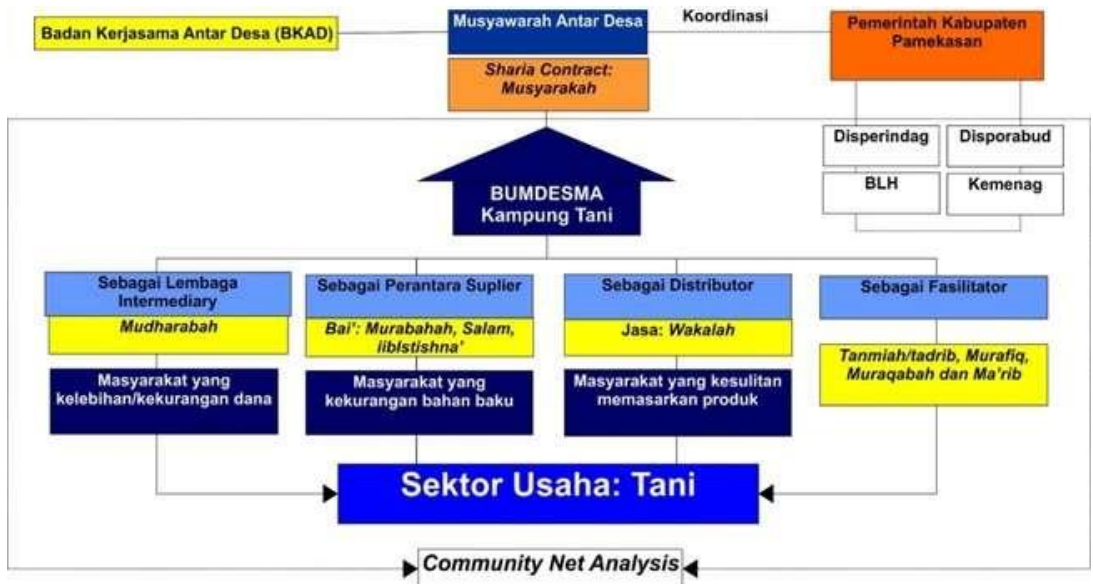 Badan Kerjasama Antar Desa (BKAD)
Musyawarah Antar Desa
Koordinasi
Pemerintah Kabupaten
Pamekasan
Sharia Contract:
Musyarakah
Disperindag
Disporabud
BLH
Kemenag
BUMDESMA
Kampung Tani
Sebagai Lembaga
Intermediary
Mudharabah
Masyarakat yang
kelebihan/kekurangan dana
Sebagai Perantara Suplier
Bai': Murabahah, Salam,
iibIstishna'
Masyarakat yang
kekurangan bahan baku
Sebagai Distributor
Jasa: Wakalah
Masyarakat yang kesulitan
memasarkan produk
Sebagai Fasilitator
Tanmiah/tadrib, Murafiq,
Muraqabah dan Ma'rib
Sektor Usaha: Tani
Community Net Analysis